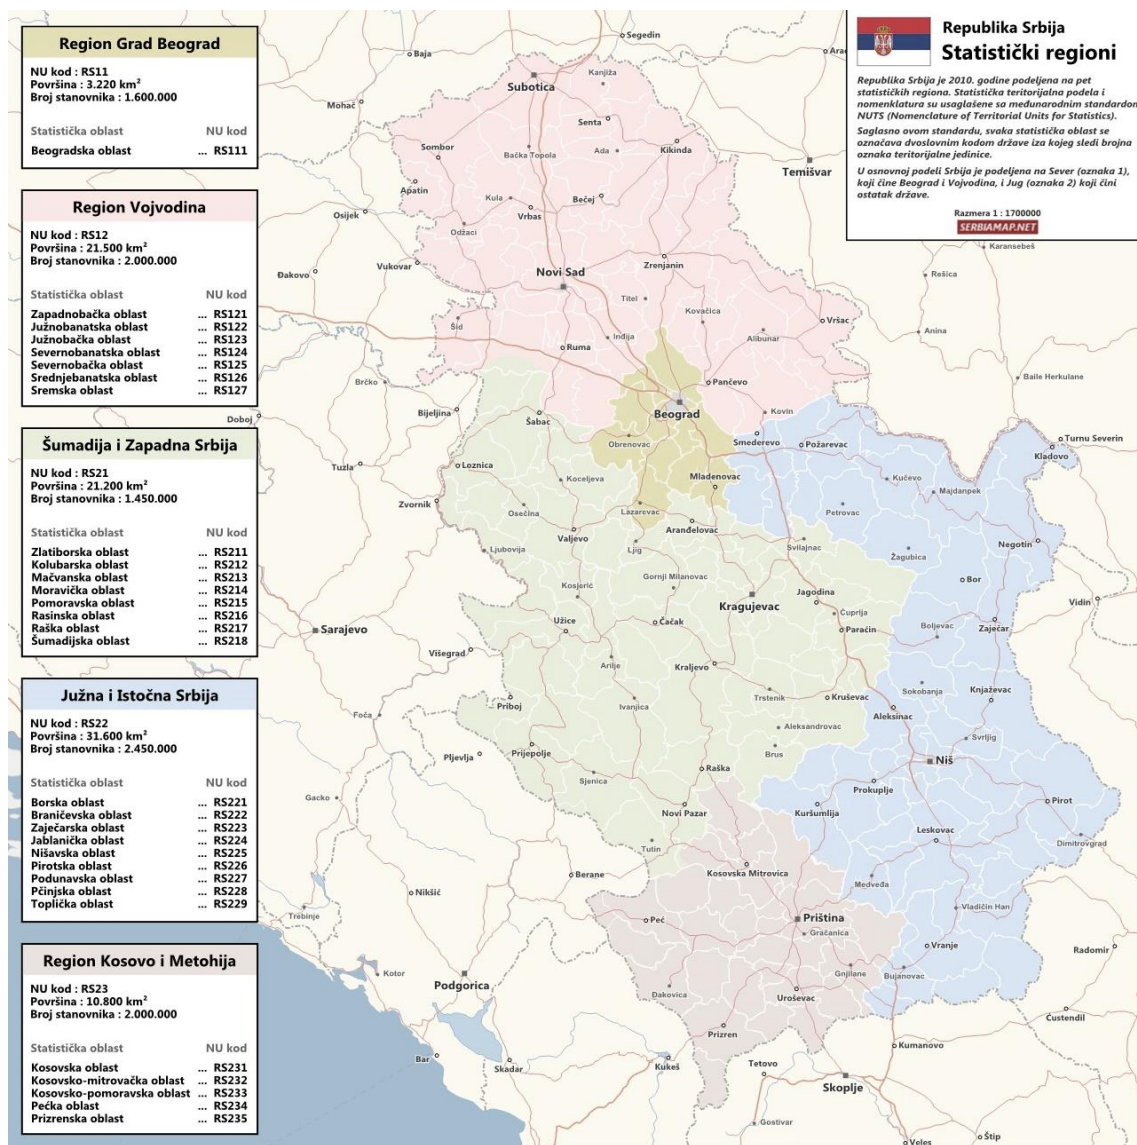 Region Grad Beograd
NU kod : RS11
Površina : 3.220 km²
Broj stanovnika : 1.600.000
Statistička oblast NU kod
Beogradska oblast ... RS111
Region Vojvodina
NU kod : RS12
Površina : 21.500 km²
Broj stanovnika : 2.000.000
Statistička oblast NU kod
Zapadnobačka oblast ... RS121
Južnobanatska oblast ... RS122
Južnobačka oblast ... RS123
Severnobanatska oblast ... RS124
Severnobačka oblast ... RS125
Srednjebanatska oblast ... RS126
Sremska oblast ... RS127
Šumadija i Zapadna Srbija
NU kod : RS21
Površina : 21.200 km²
Broj stanovnika : 1.450.000
Statistička oblast NU kod
Zlatiborska oblast ... RS211
Kolubarska oblast ... RS212
Mačvanska oblast ... RS213
Moravička oblast ... RS214
Pomoravska oblast ... RS215
Rasinska oblast ... RS216
Raška oblast ... RS217
Šumadijska oblast ... RS218
Južna i Istočna Srbija
NU kod : RS22
Površina : 31.600 km²
Broj stanovnika : 2.450.000
Statistička oblast NU kod
Borska oblast ... RS221
Braničevska oblast ... RS222
Zaječarska oblast ... RS223
Jablanička oblast ... RS224
Nišavska oblast ... RS225
Pirotska oblast ... RS226
Podunavska oblast ... RS227
Pčinjska oblast ... RS228
Toplička oblast ... RS229
Region Kosovo i Metohija
NU kod : RS23
Površina : 10.800 km²
Broj stanovnika : 2.000.000
Statistička oblast NU kod
Kosovska oblast ... RS231
Kosovsko-mitrovačka oblast ... RS232
Kosovsko-pomoravska oblast ... RS233
Pećka oblast ... RS234
Prizrenska oblast ... RS235
Republika Srbija
Statistički regioni
Republika Srbija je 2010. godine podeljena na pet
statističkih regiona. Statistička teritorijalna podela i
nomenklatura su usaglašene sa međunarodnim standardom
NUTS (Nomenclature of Territorial Units for Statistics).
Saglasno ovom standardu, svaka statistička oblast se
označava dvoslovnim kodom države iza kojeg sledi brojna
oznaka teritorijalne jedinice.
U osnovnoj podeli Srbija je podeljena na Sever (oznaka 1),
koji čine Beograd i Vojvodina, i Jug (oznaka 2) koji čini
ostatak države.
Razmera 1 : 1700000
SERBIAMAP.NET
Segedin
Baja
Subotica
Kanjiža
Mohač
Senta
Sombor
Bačka Topola
Ada
Kikinda
Temišvar
Apatin
Kula
Vrbas
Bečej
Osijek
Odžaci
Karansebeš
Vukovar
Zrenjanin
Đakovo
Novi Sad
Rešica
Titel
Kovačica
Vršac
Šid
Inđija
Alibunar
Anina
Ruma
Brčko
Pančevo
Baile Herkulane
Beograd
Bijeljina
Šabac
Kovin
Doboj
Smederevo
Obrenovac
Požarevac
Turnu Severin
Kladovo
Tuzla
Loznica
Mladenovac
Koceljeva
Kučevo
Majdanpek
Zvornik
Osečina
Lazarevac
Petrovac
Aranđelovac
Valjevo
Svilajnac
Negotin
Ljubovija
Ljig
Žagubica
Gornji Milanovac
Kosjerić
Bor
Kragujevac
Jagodina
Vidin
Ćuprija
Užice
Čačak
Sarajevo
Paraćin
Boljevac
Zaječar
Višegrad
Arilje
Kraljevo
Sokobanja
Knjaževac
Priboj
Ivanjica
Trstenik
Kruševac
Foča
Aleksinac
Aleksandrovac
Svrljig
Prijepolje
Brus
Pljevlja
Niš
Raška
Sjenica
Prokuplje
Gacko
Novi Pazar
Kuršumlija
Pirot
Leskovac
Dimitrovgrad
Tutin
Kosovska Mitrovica
Berane
Medveđa
Nikšić
Trebinje
Peć
Priština
Vladičin Han
Gračanica
Vranje
Radomir
Kotor
Gnjilane
Bujanovac
Podgorica
Đakovica
Uroševac
Ćustendil
Prizren
Bar
Skadar
Kukeš
Tetovo
Kumanovo
Skoplje
Gostivar
Štip
Veles